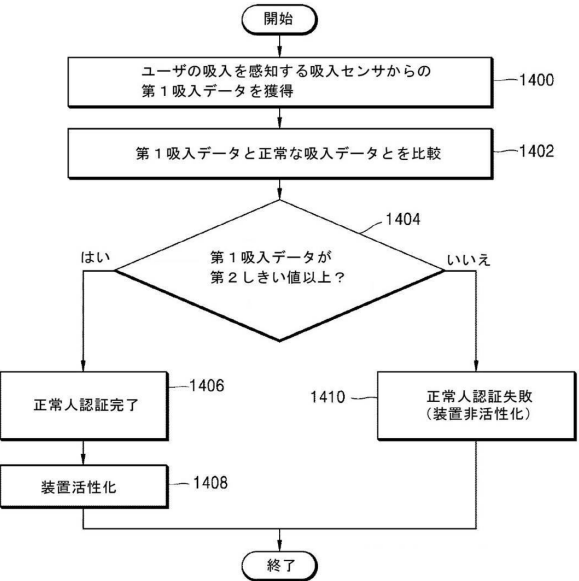 開始
ユーザの吸入を感知する吸入センサからの
第1吸入データを獲得
1400
第1吸入データと正常な吸入データとを比較
1402
1404
第1吸入データが
第2しきい値以上?
はい
いいえ
正常人認証完了
1406
1410
正常人認証失敗
(装置非活性化)
装置活性化
1408
終了